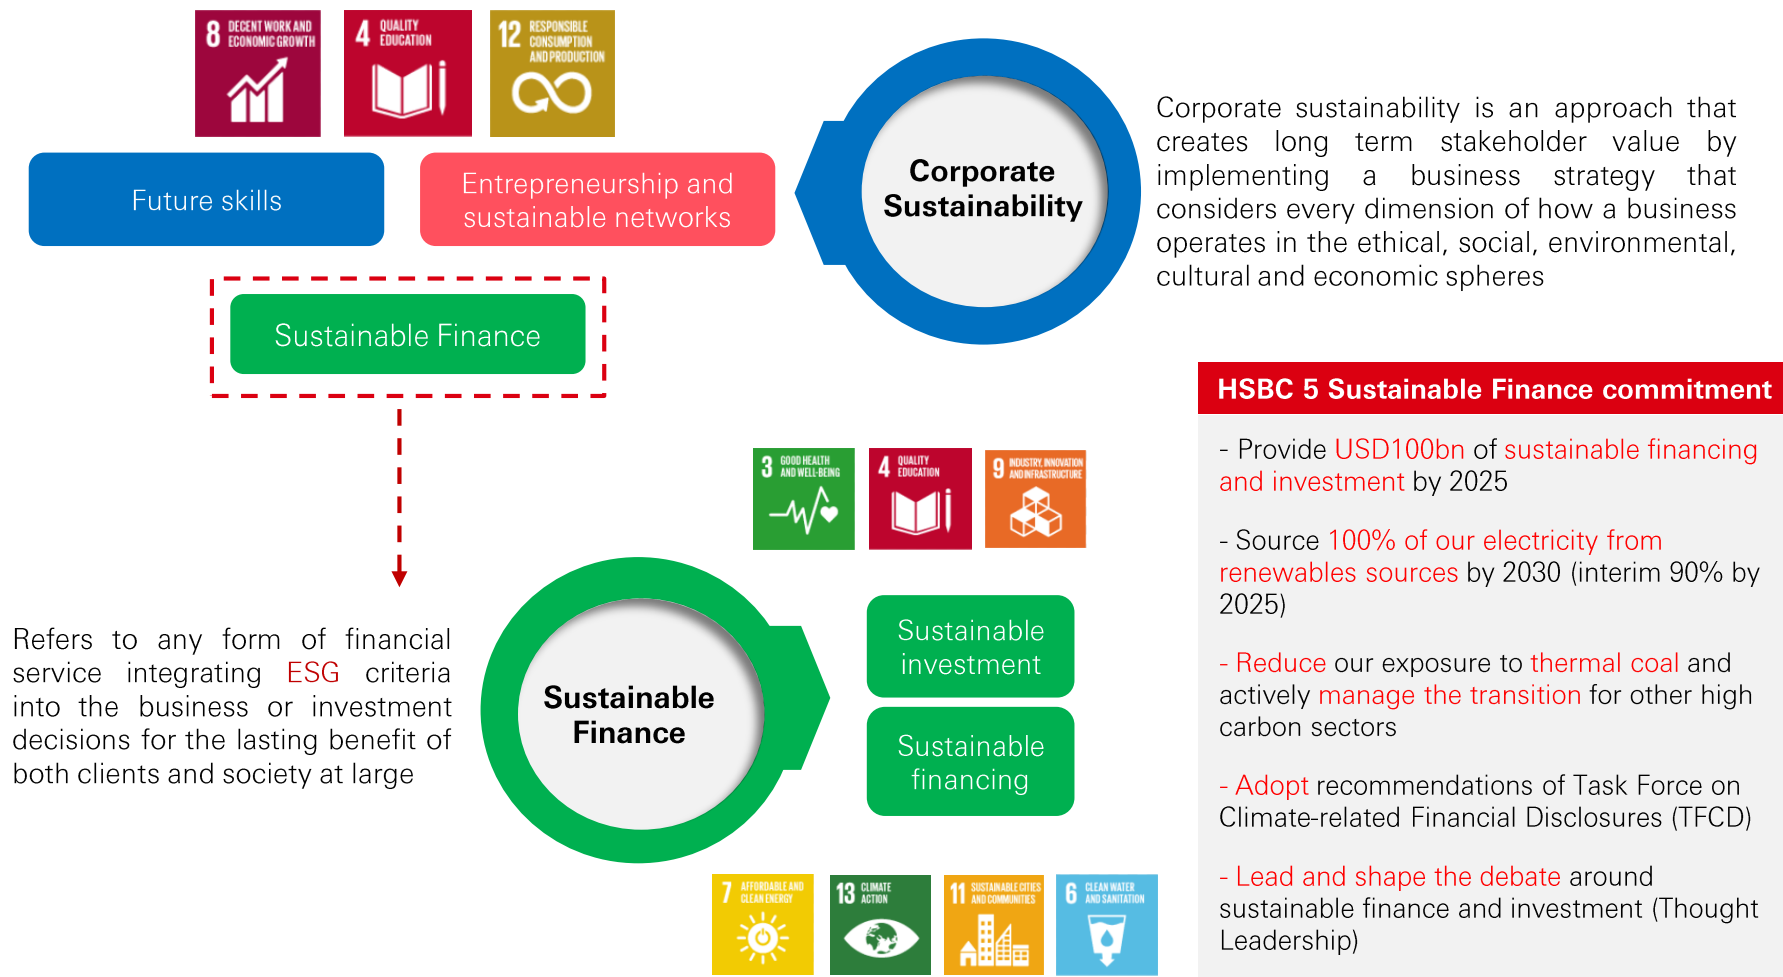 8 DECENT WORK AND
ECONOMIC GROWTH
4 QUALITY
EDUCATION
12 RESPONSIBLE
CONSUMPTION
AND PRODUCTION
Future skills
Entrepreneurship and
sustainable networks
Sustainable Finance
Corporate
Sustainability
Corporate sustainability is an approach that
creates long term stakeholder value by
implementing a business strategy that
considers every dimension of how a business
operates in the ethical, social, environmental,
cultural and economic spheres
Refers to any form of financial
service integrating ESG criteria
into the business or investment
decisions for the lasting benefit of
both clients and society at large
Sustainable
Finance
3 GOOD HEALTH
AND WELL-BEING
4 QUALITY
EDUCATION
9 INDUSTRY, INNOVATION
AND INFRASTRUCTURE
Sustainable
investment
Sustainable
financing
7 AFFORDABLE AND
CLEAN ENERGY
13 CLIMATE
ACTION
11 SUSTAINABLE CITIES
AND COMMUNITIES
6 CLEAN WATER
AND SANITATION
HSBC 5 Sustainable Finance commitment
- Provide USD100bn of sustainable financing
and investment by 2025
- Source 100% of our electricity from
renewables sources by 2030 (interim 90% by
2025)
- Reduce our exposure to thermal coal and
actively manage the transition for other high
carbon sectors
- Adopt recommendations of Task Force on
Climate-related Financial Disclosures (TFCD)
- Lead and shape the debate around
sustainable finance and investment (Thought
Leadership)